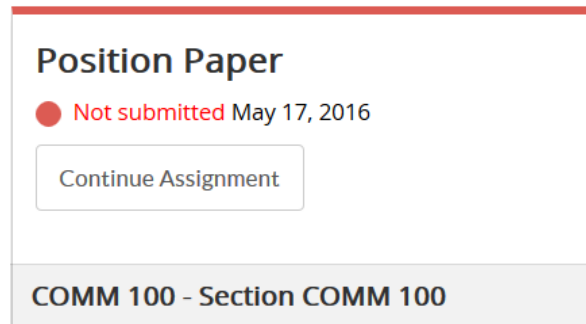 Position Paper
Not submitted May 17, 2016
Continue Assignment
COMM 100 - Section COMM 100